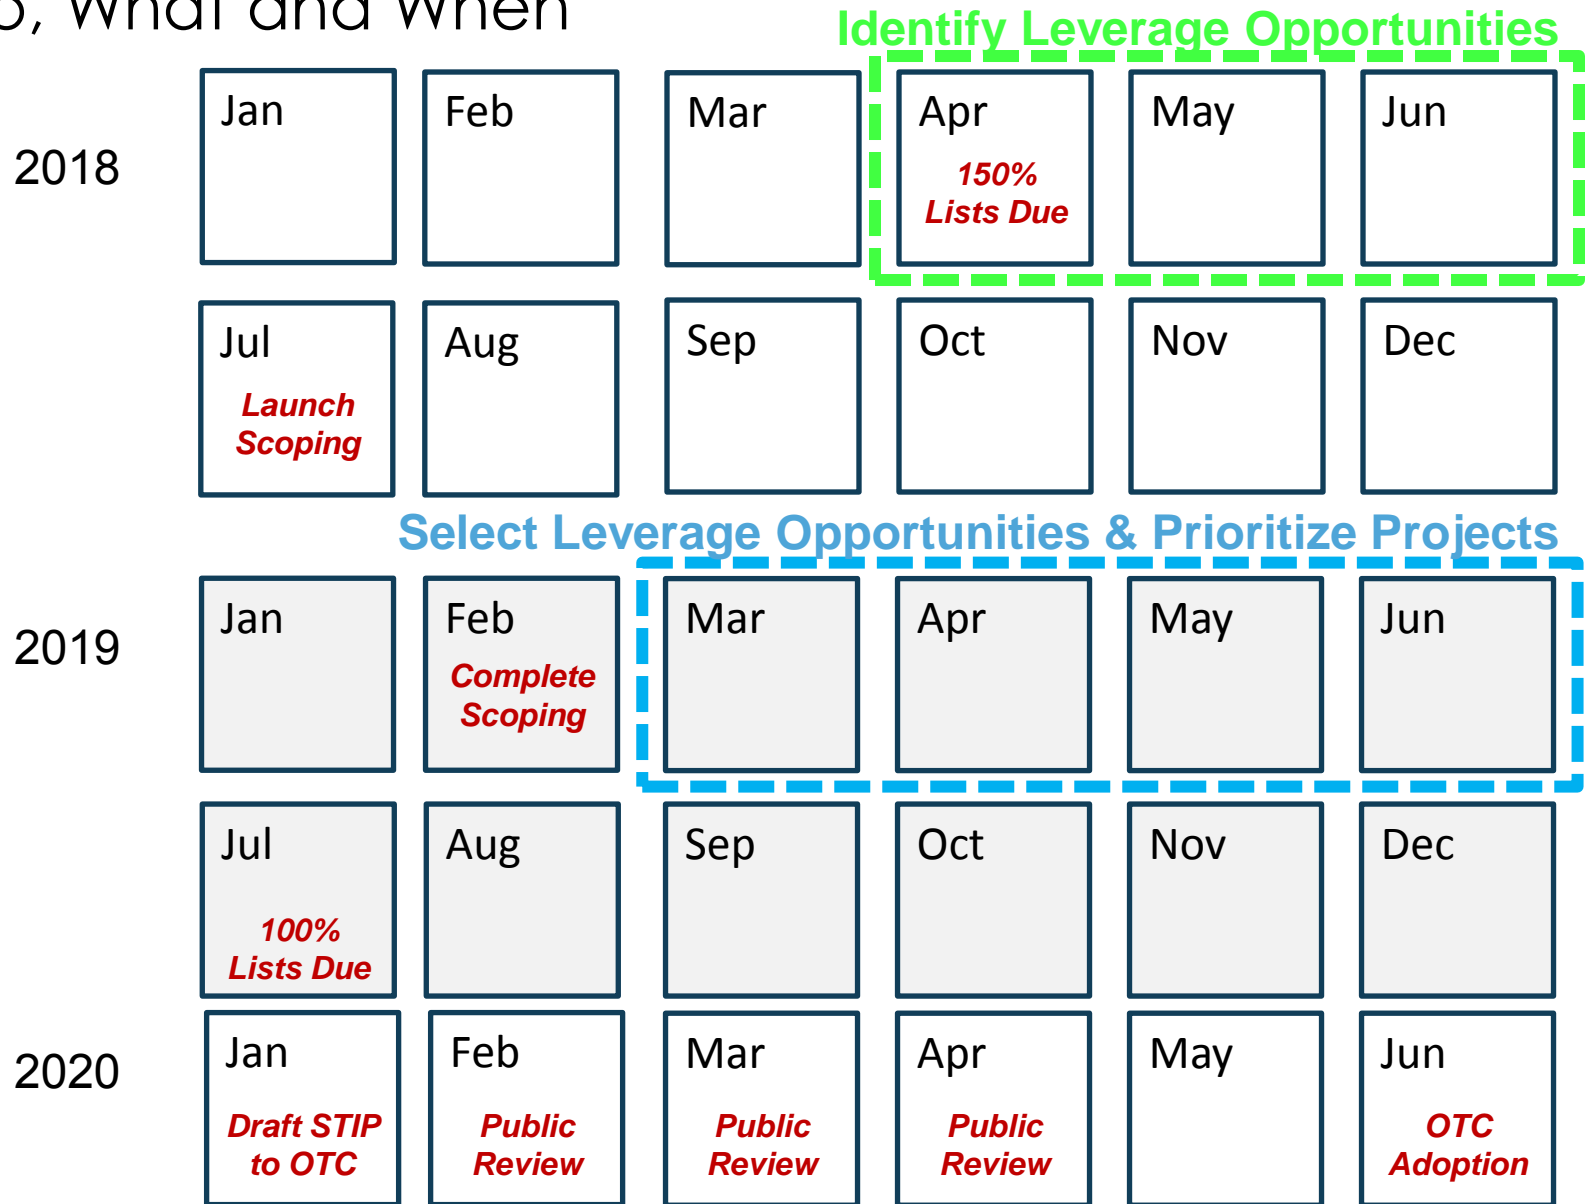 What and When
Identify Leverage Opportunities
2018
Jan
Feb
Mar
Apr
150%
Lists Due
May
Jun
Jul
Launch
Scoping
Aug
Sep
Oct
Nov
Dec
Select Leverage Opportunities & Prioritize Projects
2019
Jan
Feb
Complete
Scoping
Mar
Apr
May
Jun
Jul
100%
Lists Due
Aug
Sep
Oct
Nov
Dec
2020
Jan
Draft STIP
to OTC
Feb
Public
Review
Mar
Public
Review
Apr
Public
Review
May
Jun
OTC
Adoption